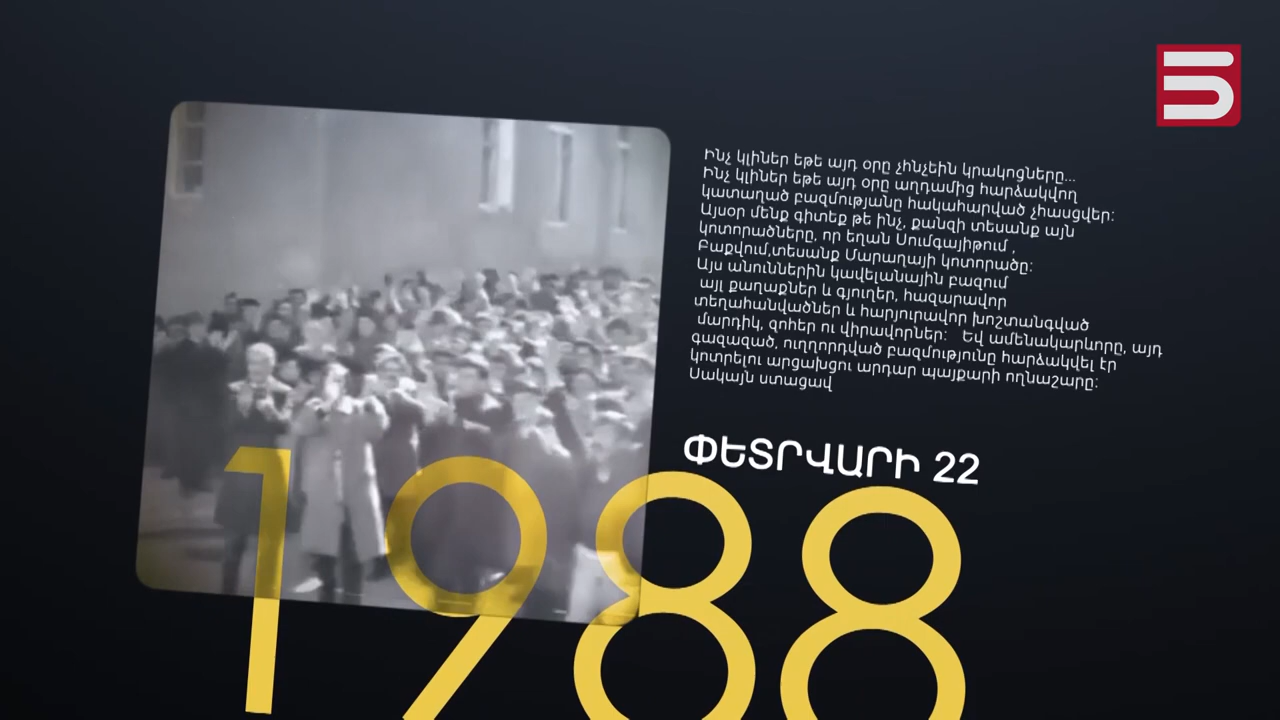 Ինչ կլիներ եթե այդ օրը չհնչեին կրակոցները...
Ինչ կլիներ եթե այդ օրը աղդամից հարձակվող
կատաղած բազմությանը հակահարված չհասցվեր:
Այսօր մենք գիտեք թե ինչ, քանզի տեսանք այն
կոտորածները, որ եղան Սումգայիթում ,
Բաքվում,տեսանք Մարաղայի կոտորածը:
Այս անուններին կավելանային բազում
այլ քաղաքներ և գյուղեր, հազարավոր
տեղահանվածներ և հարյուրավոր խոշտանգված
մարդիկ, զոհեր ու վիրավորներ: Եվ ամենակարևորը, այդ
գազազած, ուղղորդված բազմությունը հարձակվել էր
կոտրելու արցախցու արդար պայքարի ողնաշարը:
Սակայն ստացավ
ՓԵՏՐՎԱՐԻ 22
1988
5